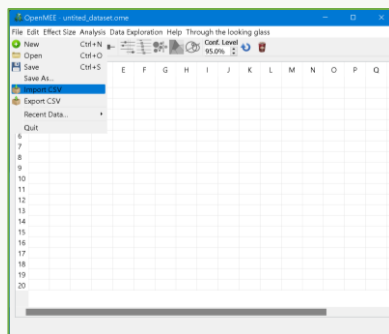 OpenMEE - untitled_dataset.ome
File Edit Effect Size Analysis Data Exploration Help Through the looking glass
New Ctrl+N
Conf. Level
95.0%
Open Ctrl+O
Save Ctrl+S
E F G H I J K L M N O P Q
Save As...
Import CSV
Export CSV
Recent Data...
Quit
6
7
8
9
10
11
12
13
14
15
16
17
18
19
20